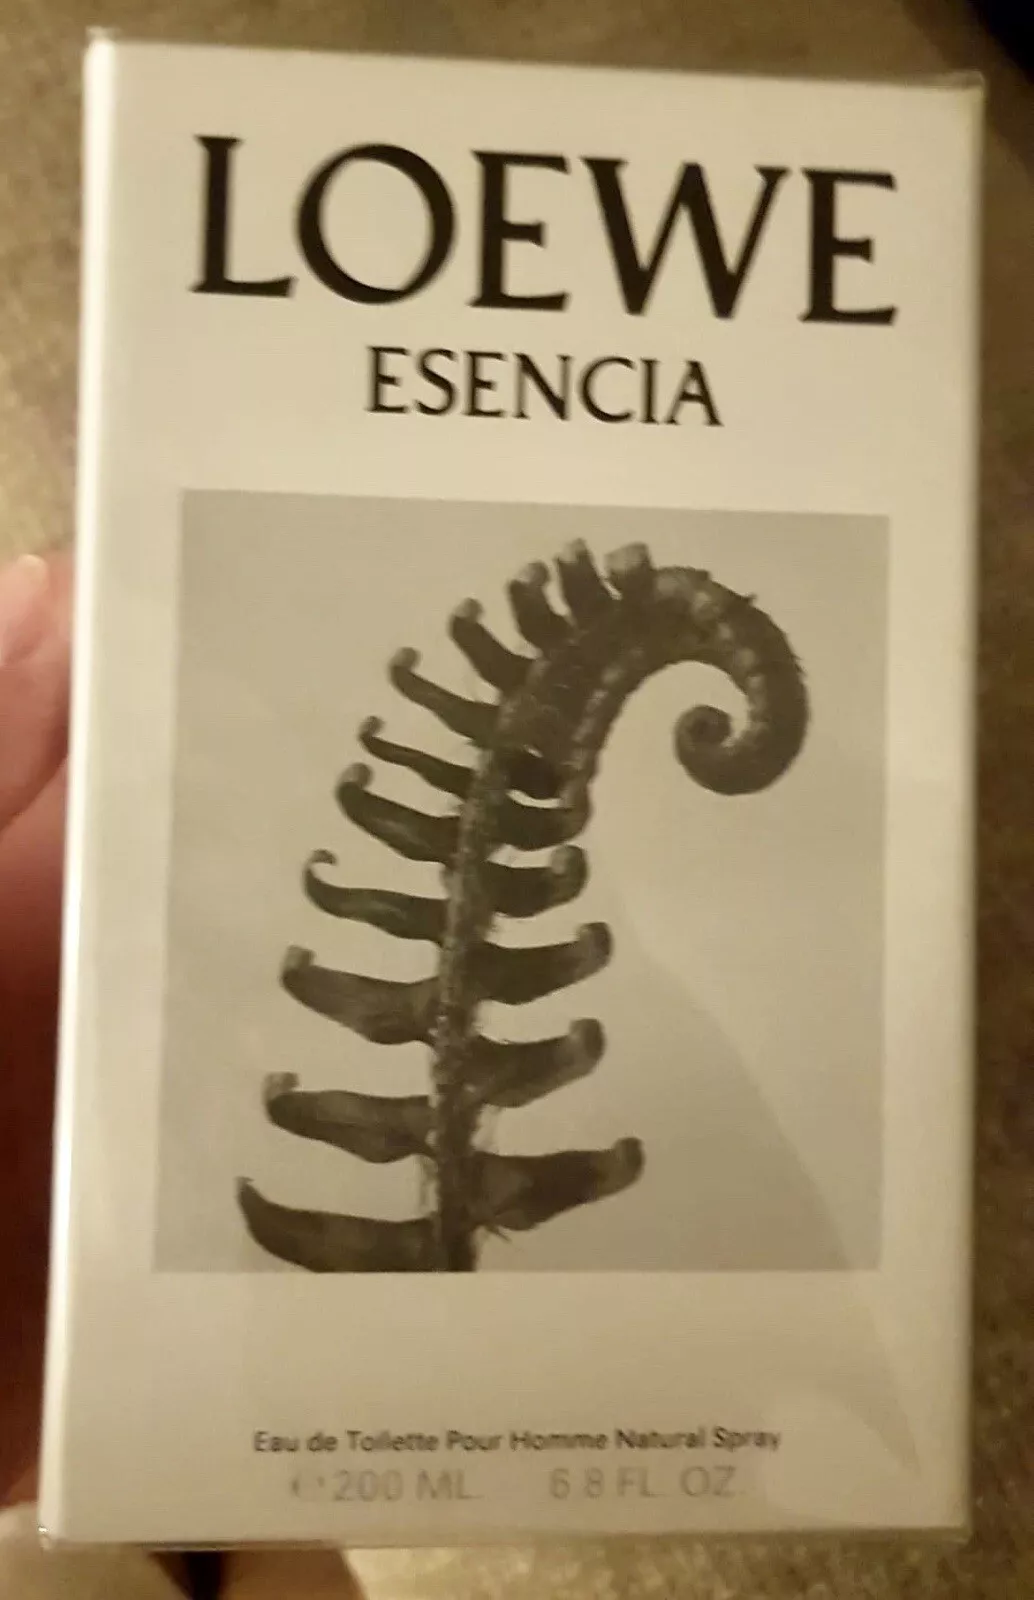 LOEWE
ESENCIA
Eau de Toilette Pour Homme Natural Spray
℮ 200 ML. 6.8 FL. OZ.